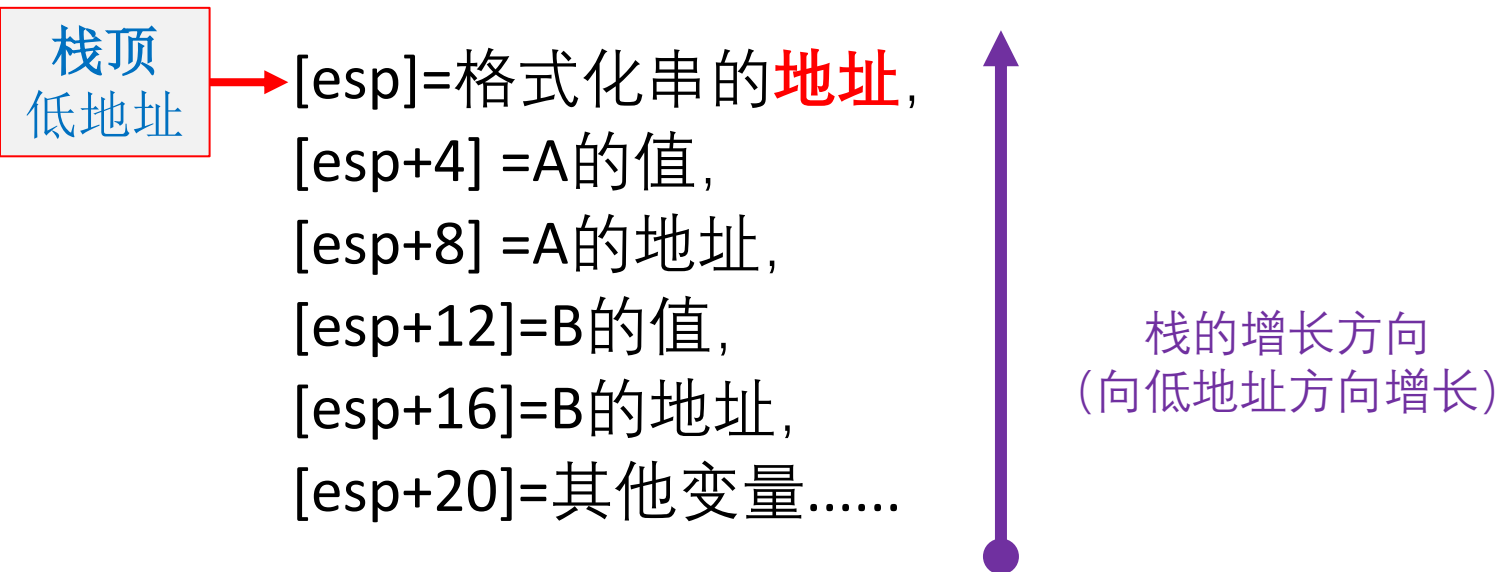 栈顶
低地址
[esp]=格式化串的地址,
[esp+4] =A的值,
[esp+8] =A的地址,
[esp+12]=B的值,
[esp+16]=B的地址,
[esp+20]=其他变量......
栈的增长方向
（向低地址方向增长）